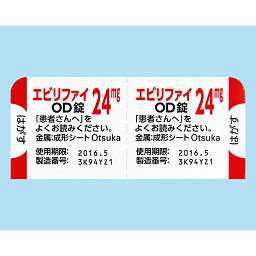 はがす
エビリファイ 24mg
OD錠
「患者さんへ」を
よくお読みください。
金属:成形シート Otsuka
使用期限: 2016.5
製造番号: 3K94YZ1
エビリファイ 24mg
OD錠
「患者さんへ」を
よくお読みください。
金属:成形シート Otsuka
使用期限: 2016.5
製造番号: 3K94YZ1
はがす